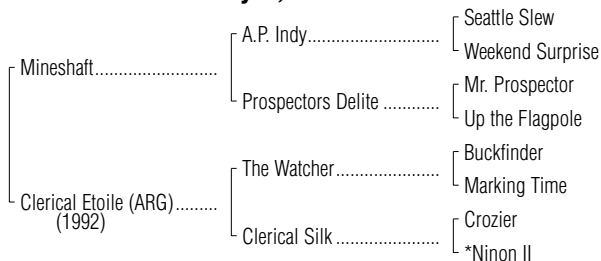 Seattle Slew
A.P. Indy..............................
Weekend Surprise
Mineshaft..........................
Mr. Prospector
Prospectors Delite ............
Up the Flagpole
Buckfinder
The Watcher......................
Marking Time
Clerical Etoile (ARG).........
(1992)
Crozier
Clerical Silk ......................
*Ninon II